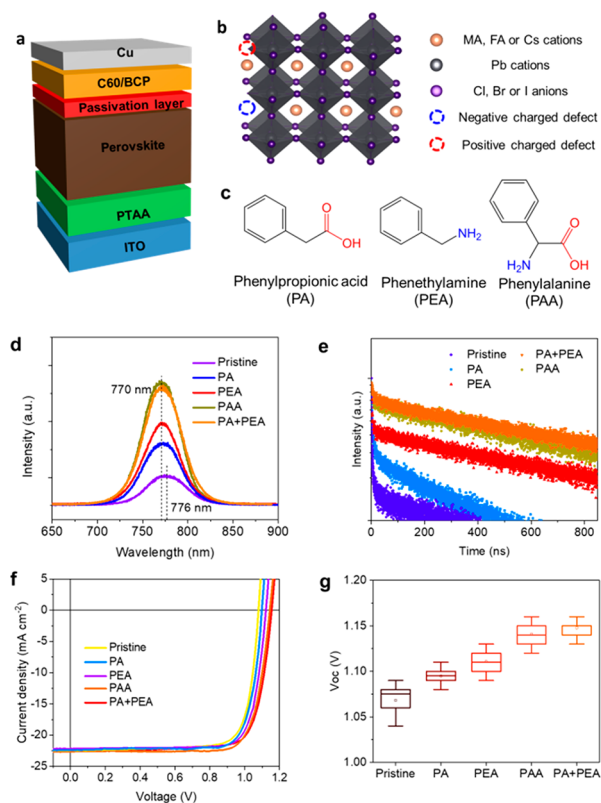 a
Cu
C60/BCP
Passivation layer
Perovskite
PTAA
ITO
b
MA, FA or Cs cations
Pb cations
Cl, Br or I anions
Negative charged defect
Positive charged defect
c
O
OH
NH2
O
H2N
OH
Phenylpropionic acid
(PA)
Phenethylamine
(PEA)
Phenylalanine
(PAA)
d
Intensity (a.u.)
Pristine
PA
PEA
PAA
PA+PEA
770 nm
776 nm
650 700 750 800 850 900
Wavelength (nm)
e
Intensity (a.u.)
Pristine
PA
PEA
PA+PEA
PAA
0 200 400 600 800
Time (ns)
f
Current density (mA cm-2)
5
0
-5
-10
-15
-20
-25
Pristine
PA
PEA
PAA
PA+PEA
0.0 0.2 0.4 0.6 0.8 1.0 1.2
Voltage (V)
g
Voc (V)
1.20
1.15
1.10
1.05
1.00
Pristine PA PEA PAA PA+PEA